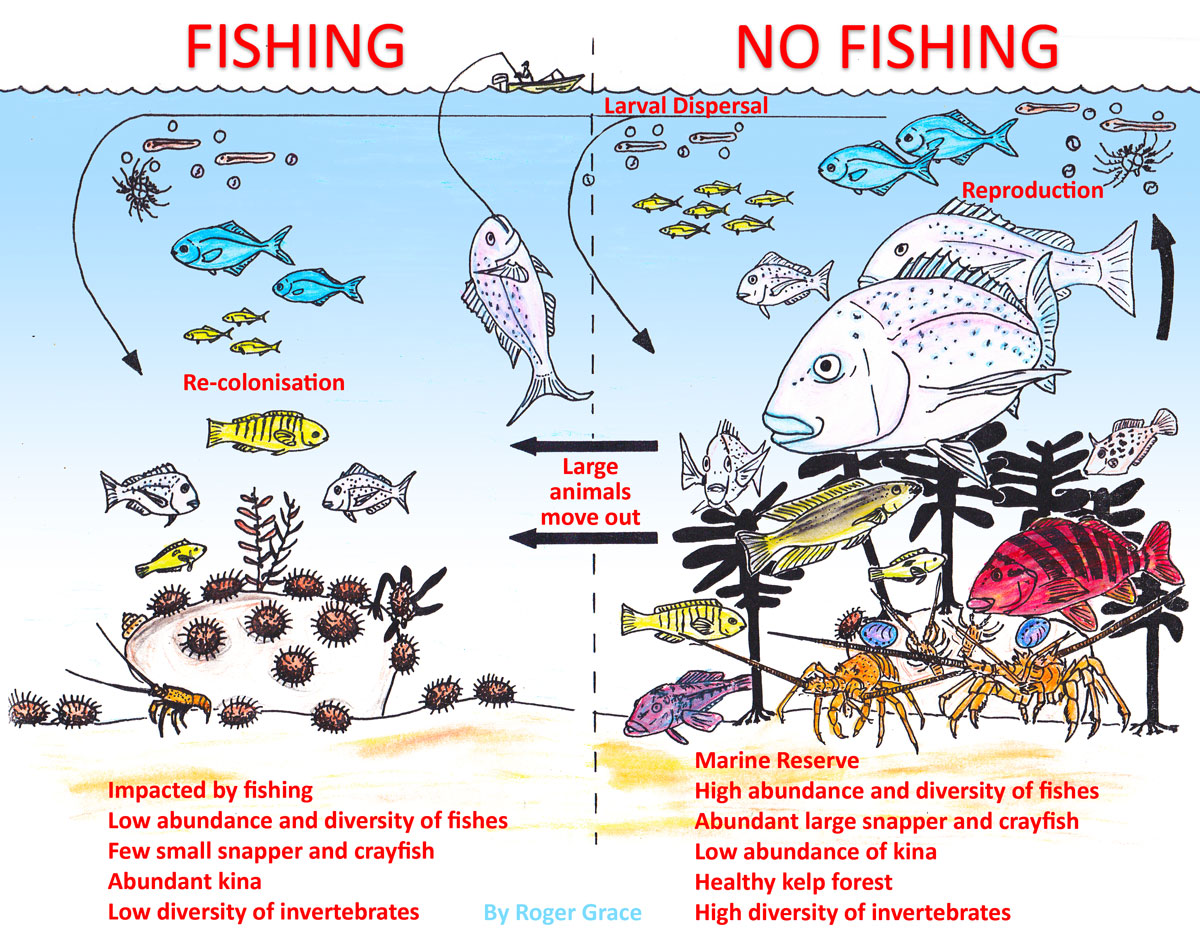 FISHING
NO FISHING
Larval Dispersal
Reproduction
Re-colonisation
Large
animals
move out
Impacted by fishing
Low abundance and diversity of fishes
Few small snapper and crayfish
Abundant kina
Low diversity of invertebrates
Marine Reserve
High abundance and diversity of fishes
Abundant large snapper and crayfish
Low abundance of kina
Healthy kelp forest
High diversity of invertebrates
By Roger Grace